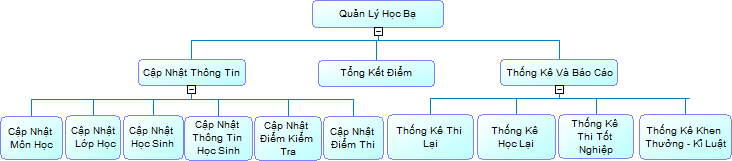 Quản Lý Học Bạ
Cập Nhật Thông Tin
Tổng Kết Điểm
Thống Kê Và Báo Cáo
Cập Nhật
Môn Học
Cập Nhật
Lớp Học
Cập Nhật
Học Sinh
Cập Nhật
Thông Tin
Học Sinh
Cập Nhật
Điểm Kiểm
Tra
Cập Nhật
Điểm Thi
Thống Kê Thi
Lại
Thống Kê
Học Lại
Thống Kê
Thi Tốt
Nghiệp
Thống Kê Khen
Thưởng - Kỉ Luật